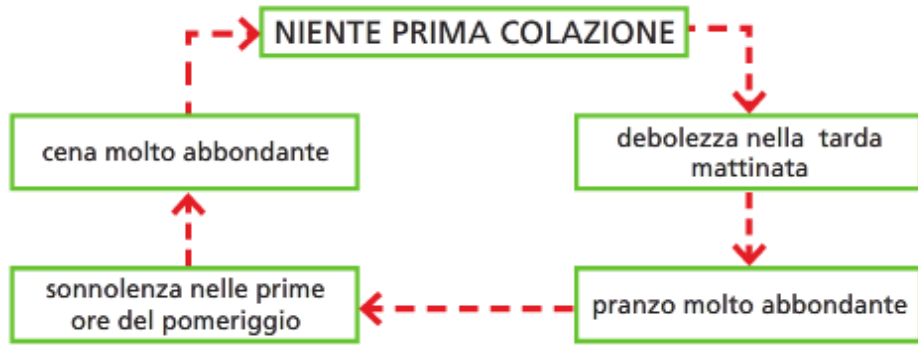 NIENTE PRIMA COLAZIONE
debolezza nella tarda
mattinata
pranzo molto abbondante
sonnolenza nelle prime
ore del pomeriggio
cena molto abbondante